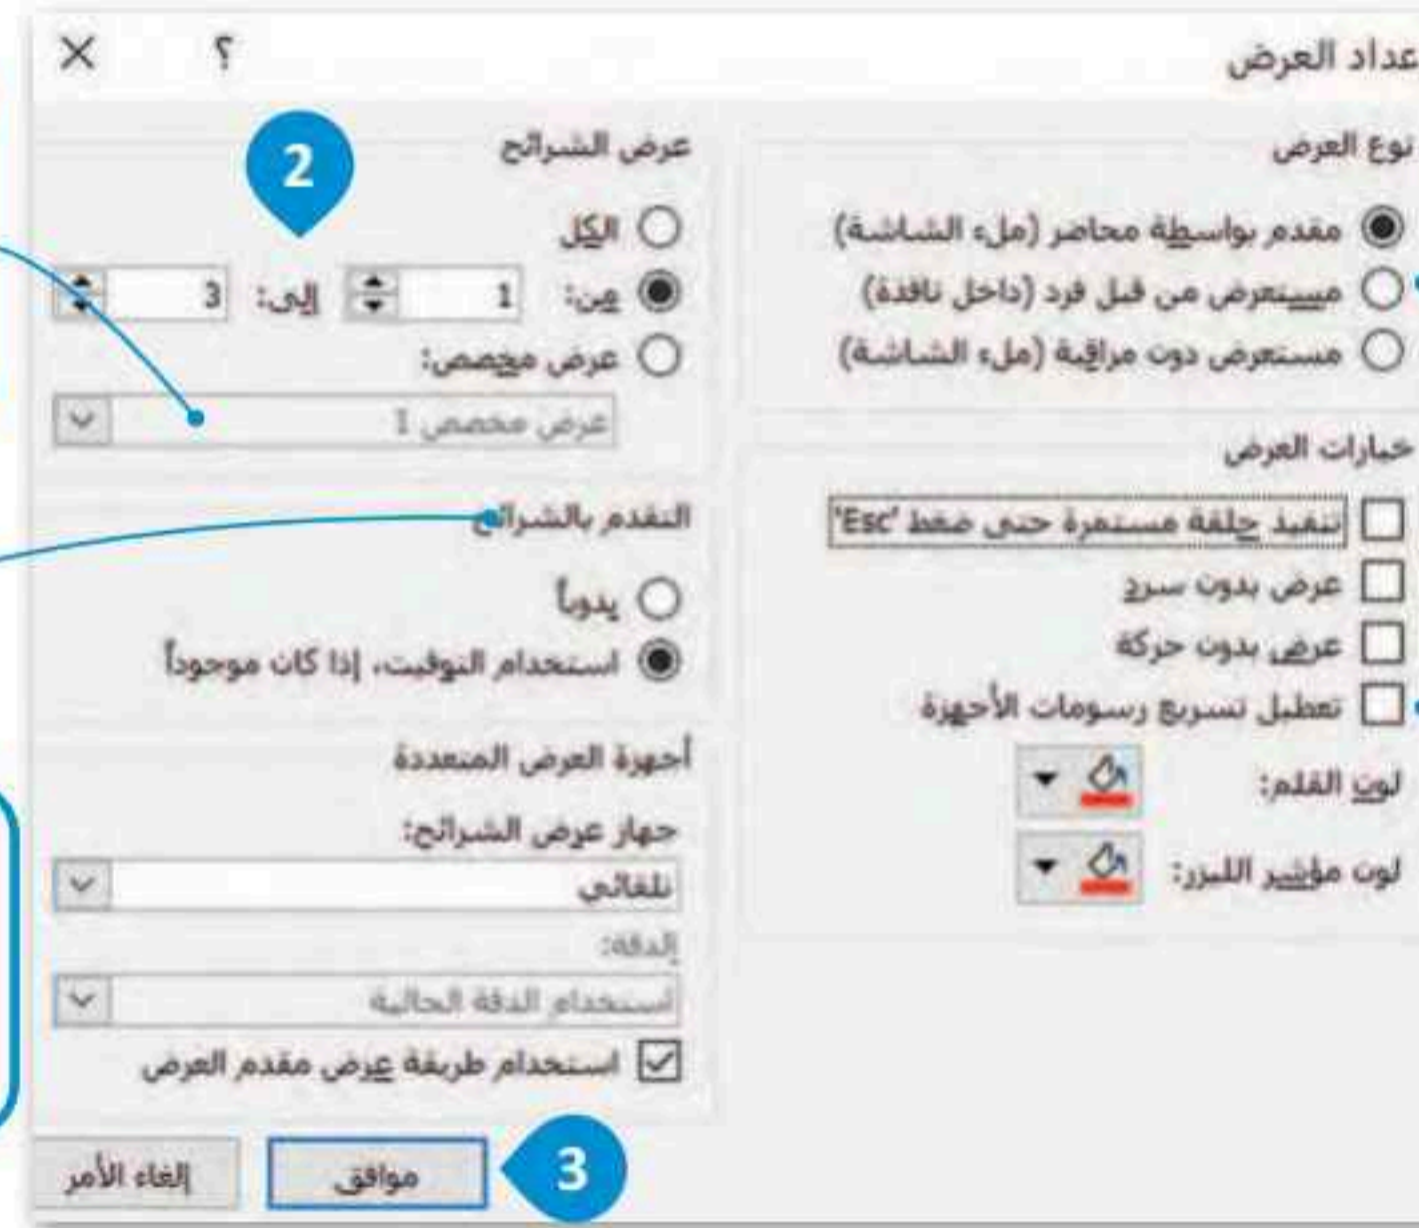 عداد العرض
؟
نوع العرض
مقدم بواسطة محاضر (ملء الشاشة)
مستعرض من قبل فرد (داخل نافذة)
مستعرض دون مراقبة (ملء الشاشة)
خيارات العرض
تنفيذ حلقة مستمرة حتى ضغط 'Esc'
عرض بدون سرد
عرض بدون حركة
تعطيل تسريع رسومات الأجهزة
لون القلم:
لون مؤشر الليزر:
عرض الشرائح
2
الكل
من: 1 إلى: 3
عرض مخصص:
عرض مخصص 1
التقدم بالشرائح
يدوياً
استخدام التوقيت، إذا كان موجوداً
أجهزة العرض المتعددة
جهاز عرض الشرائح:
تلقائي
الدقة:
استخدام الدقة الحالية
استخدام طريقة عرض مقدم العرض
3
موافق
إلغاء الأمر